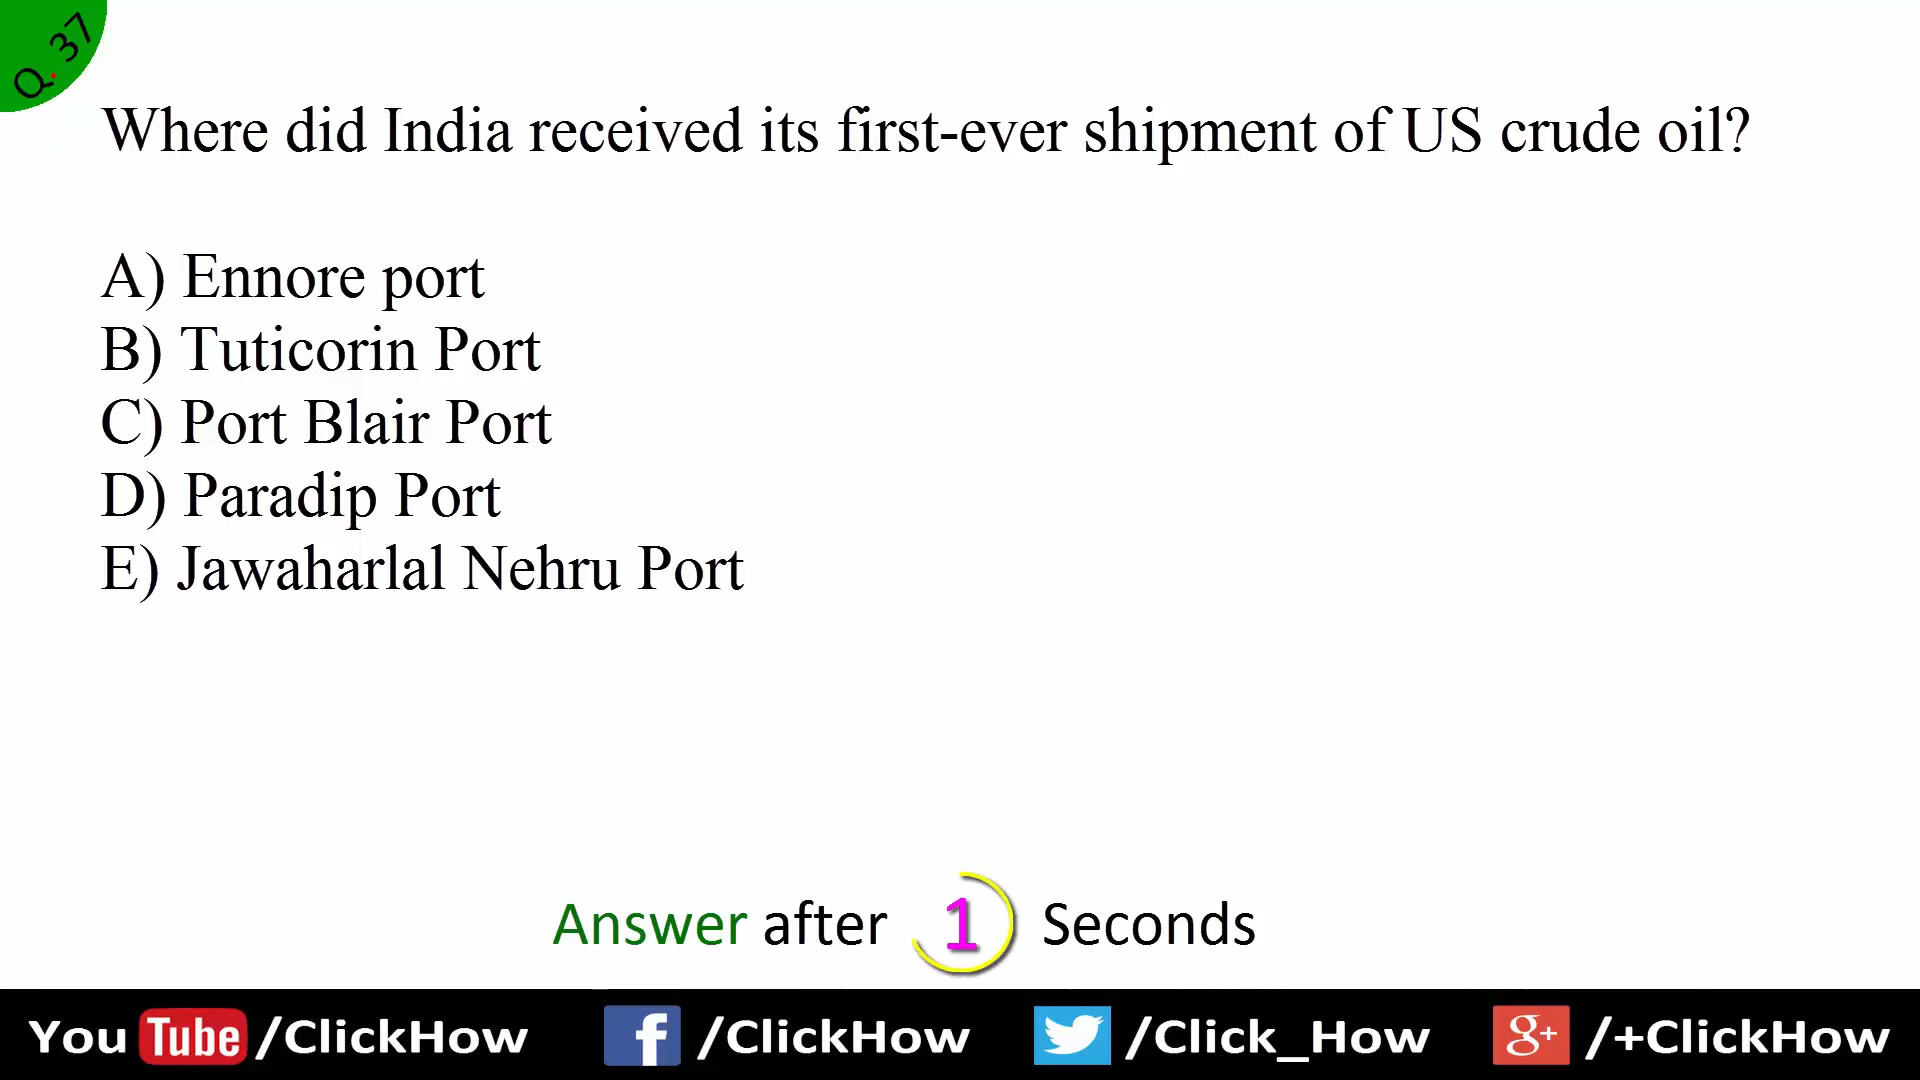 Q. 37
Where did India received its first-ever shipment of US crude oil?
A) Ennore port
B) Tuticorin Port
C) Port Blair Port
D) Paradip Port
E) Jawaharlal Nehru Port
Answer after 1 Seconds
You Tube /ClickHow f /ClickHow /Click_How g+ /+ClickHow